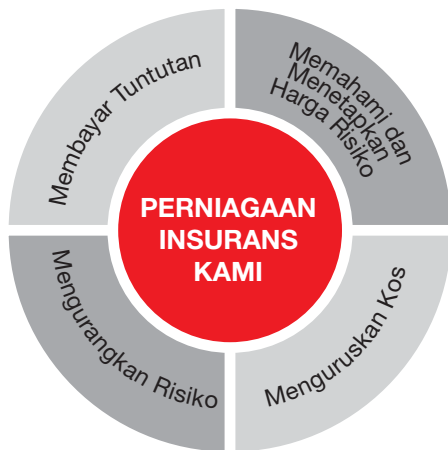 Membayar Tuntutan
Memahami dan
Menetapkan
Harga Risiko
PERNIAGAAN
INSURANS
KAMI
Mengurangkan Risiko
Menguruskan Kos